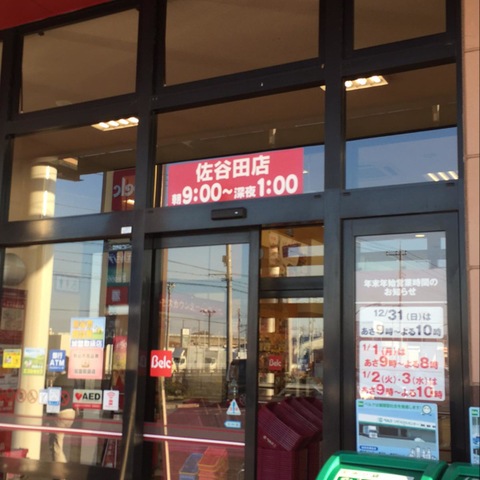 佐谷田店
朝9:00～深夜1:00
年末年始営業時間の
お知らせ
12/31(日)は
あさ9時～よる10時
1/1(月)は
あさ9時～よる8時
1/2(火)・3(水)は
あさ9時～よる10時
Belc
Belc
銀行
ATM
AED